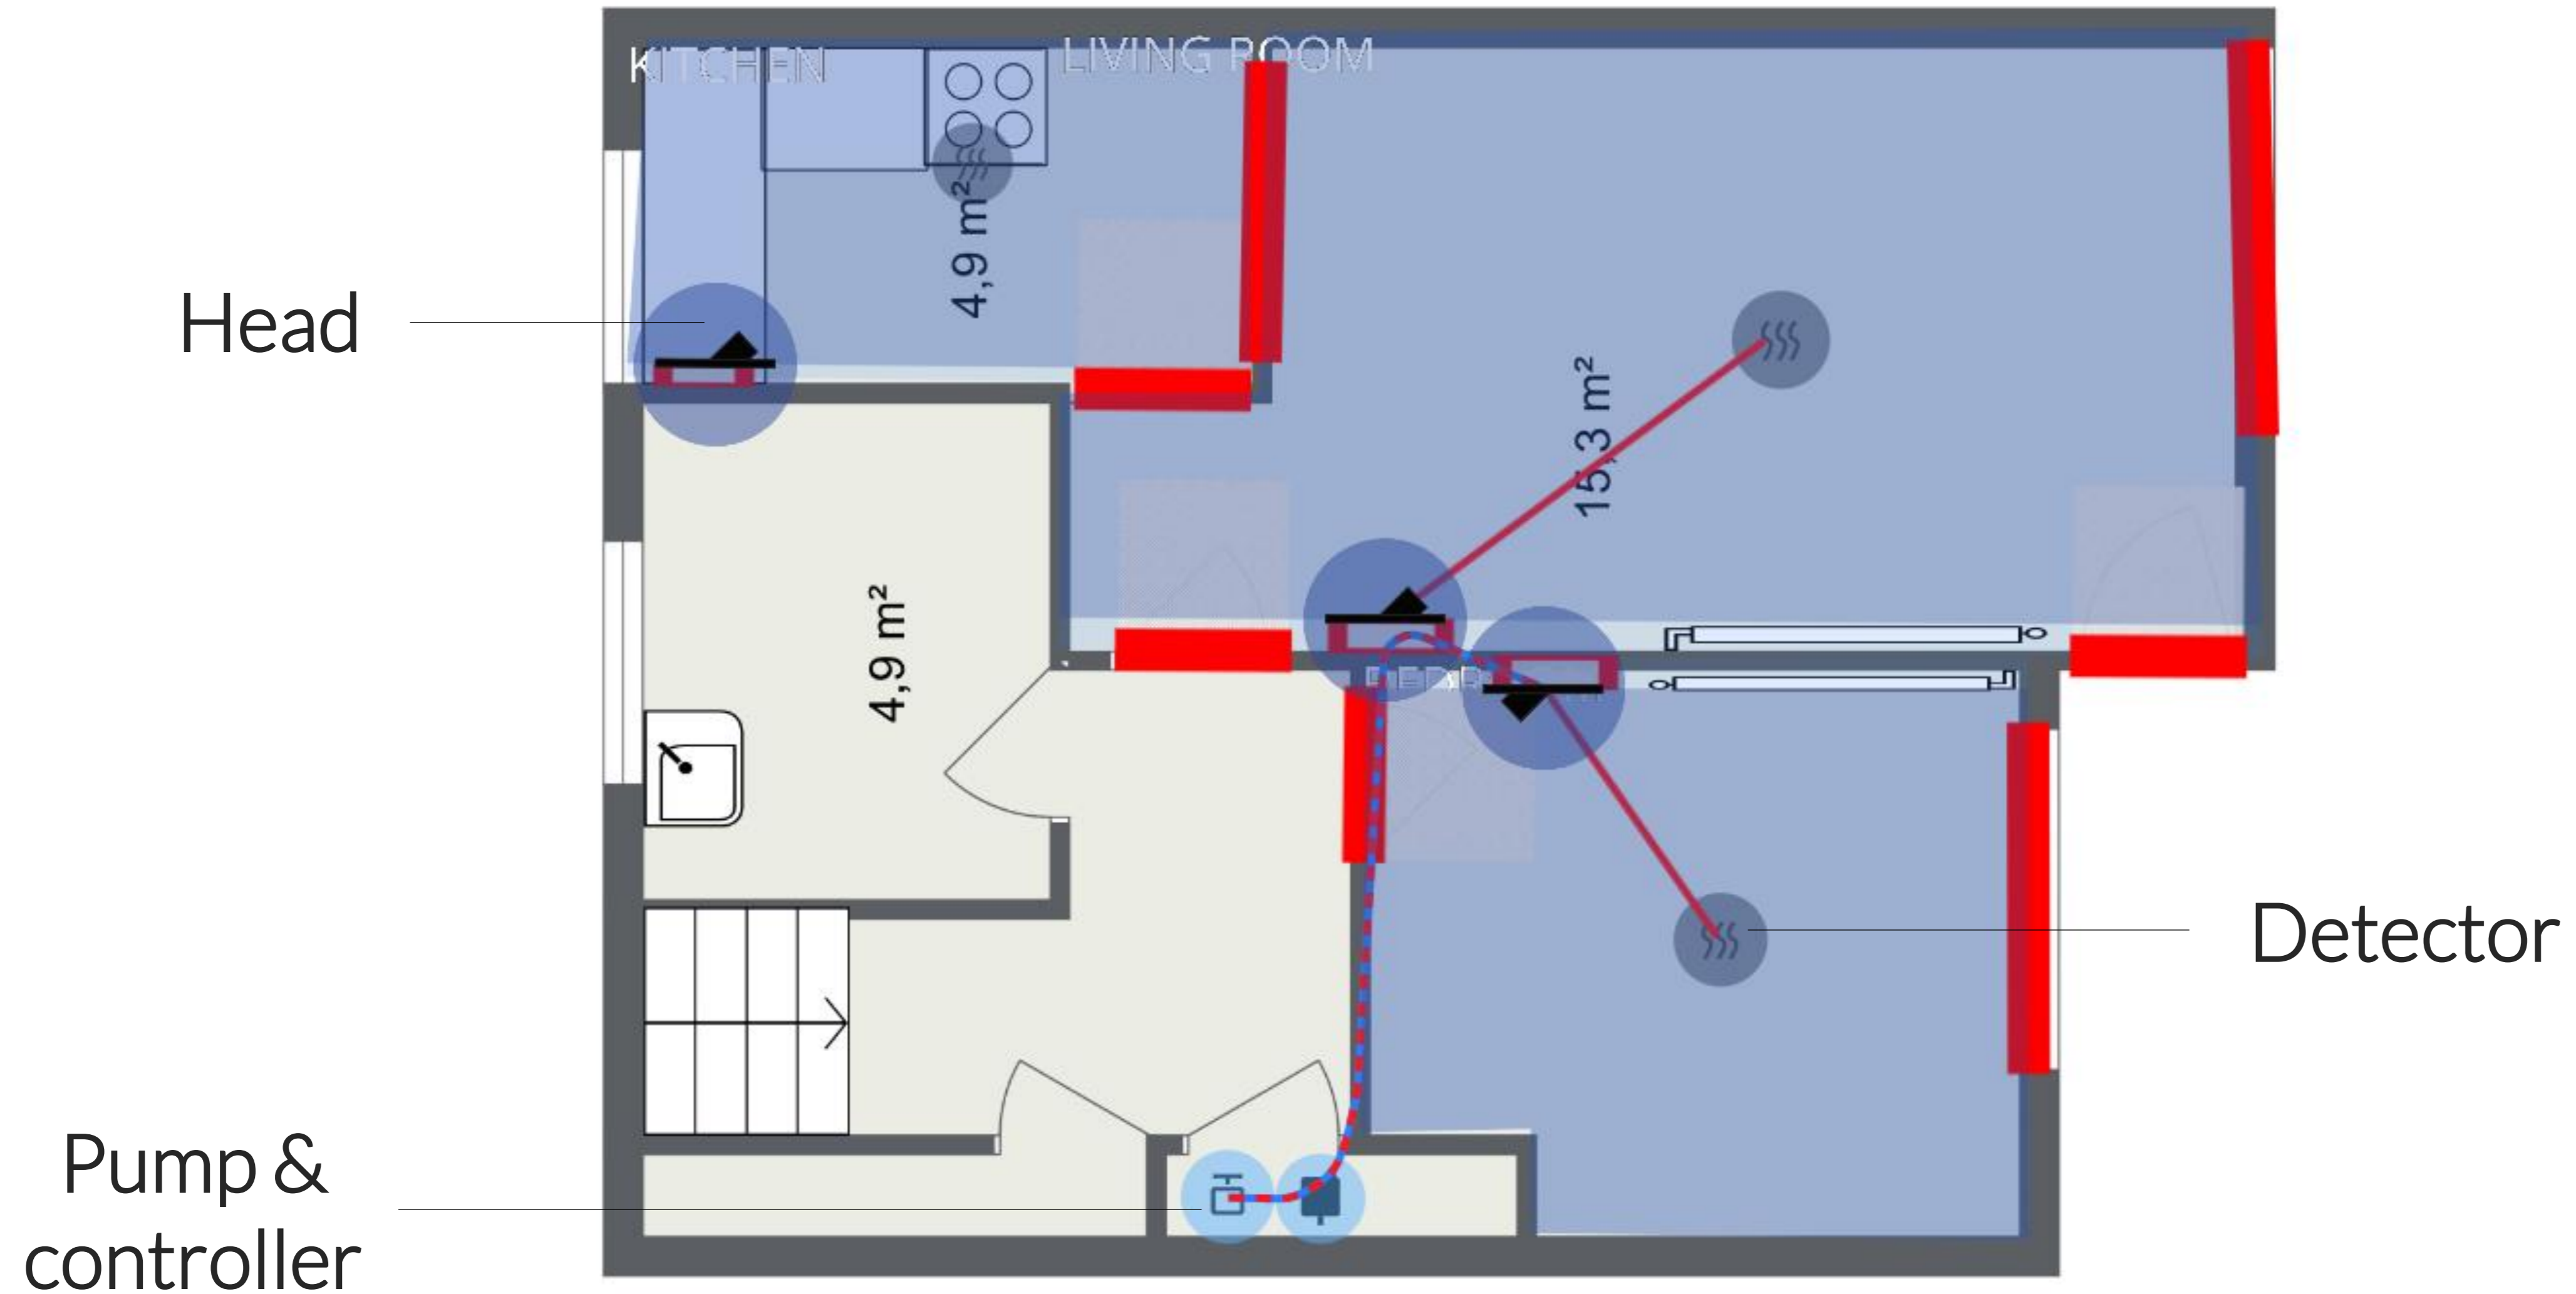 KITCHEN
LIVING ROOM
4,9 m²
Head
15,3 m²
4,9 m²
Detector
Pump &
controller